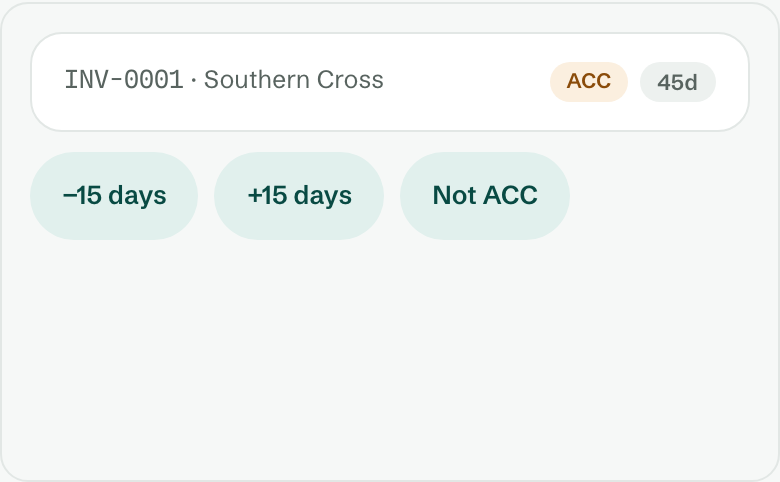 INV-0001 · Southern Cross ACC 45d
−15 days +15 days Not ACC